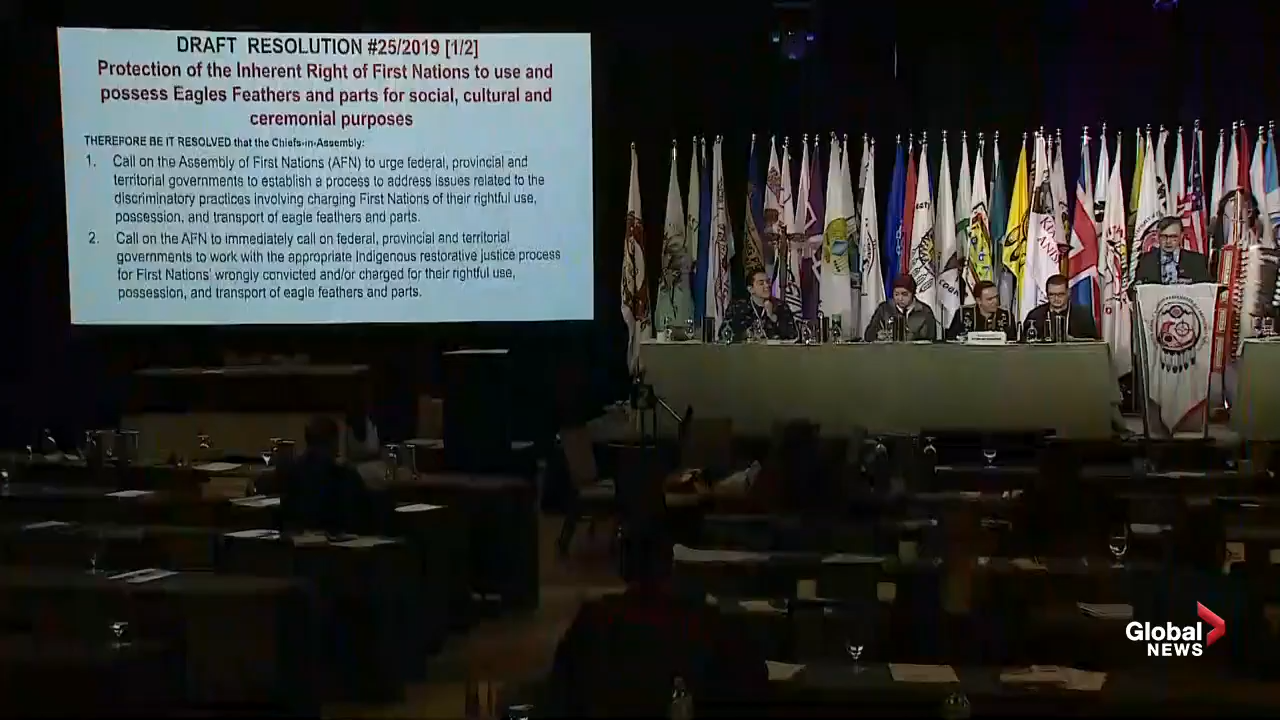 DRAFT RESOLUTION #25/2019 [1/2]
Protection of the Inherent Right of First Nations to use and
possess Eagles Feathers and parts for social, cultural and
ceremonial purposes
THEREFORE BE IT RESOLVED that the Chiefs-in-Assembly:
1. Call on the Assembly of First Nations (AFN) to urge federal, provincial and
territorial governments to establish a process to address issues related to the
discriminatory practices involving charging First Nations of their rightful use,
possession, and transport of eagle feathers and parts.
2. Call on the AFN to immediately call on federal, provincial and territorial
governments to work with the appropriate Indigenous restorative justice process
for First Nations' wrongly convicted and/or charged for their rightful use,
possession, and transport of eagle feathers and parts.
Global
NEWS